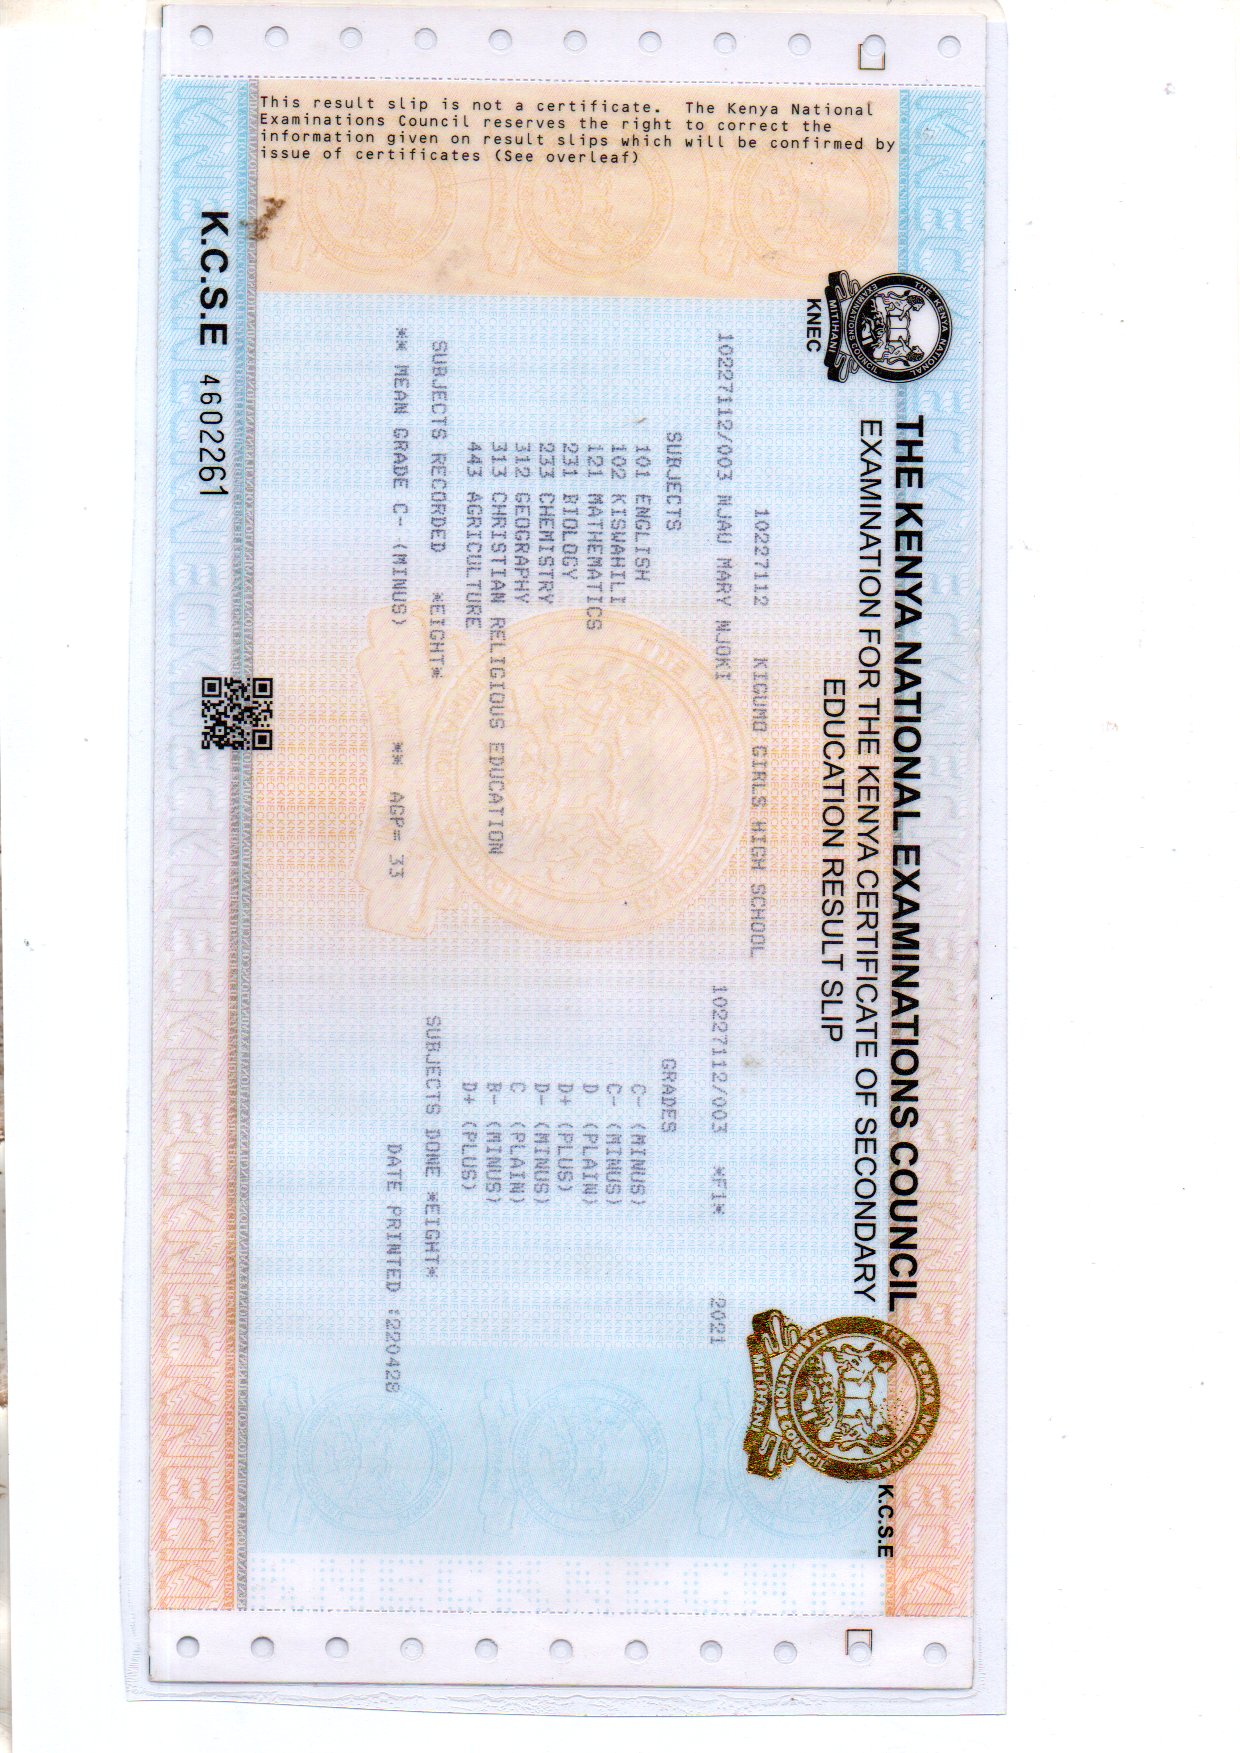 This result slip is not a certificate. The Kenya National
Examinations Council reserves the right to correct the
information given on result slips which will be confirmed by
issue of certificates (See overleaf)
THE KENYA NATIONAL EXAMINATIONS COUNCIL
EXAMINATION FOR THE KENYA CERTIFICATE OF SECONDARY
EDUCATION RESULT SLIP
THE KENYA NATIONAL EXAMINATIONS COUNCIL
MITIHANI
KNEC
THE KENYA NATIONAL EXAMINATIONS COUNCIL
MITIHANI
K.C.S.E
10227112 KIGUMO GIRLS HIGH SCHOOL
10227112/003 NJAU MARY NJOKI 10227112/003 *F1* 2021
SUBJECTS GRADES
101 ENGLISH C- (MINUS)
102 KISWAHILI C- (MINUS)
121 MATHEMATICS D (PLAIN)
231 BIOLOGY D+ (PLUS)
233 CHEMISTRY D- (MINUS)
312 GEOGRAPHY C (PLAIN)
313 CHRISTIAN RELIGIOUS EDUCATION B- (MINUS)
443 AGRICULTURE D+ (PLUS)
SUBJECTS RECORDED *EIGHT* SUBJECTS DONE *EIGHT*
** MEAN GRADE C- (MINUS) ** AGP= 33 DATE PRINTED :220428
K.C.S.E 4602261